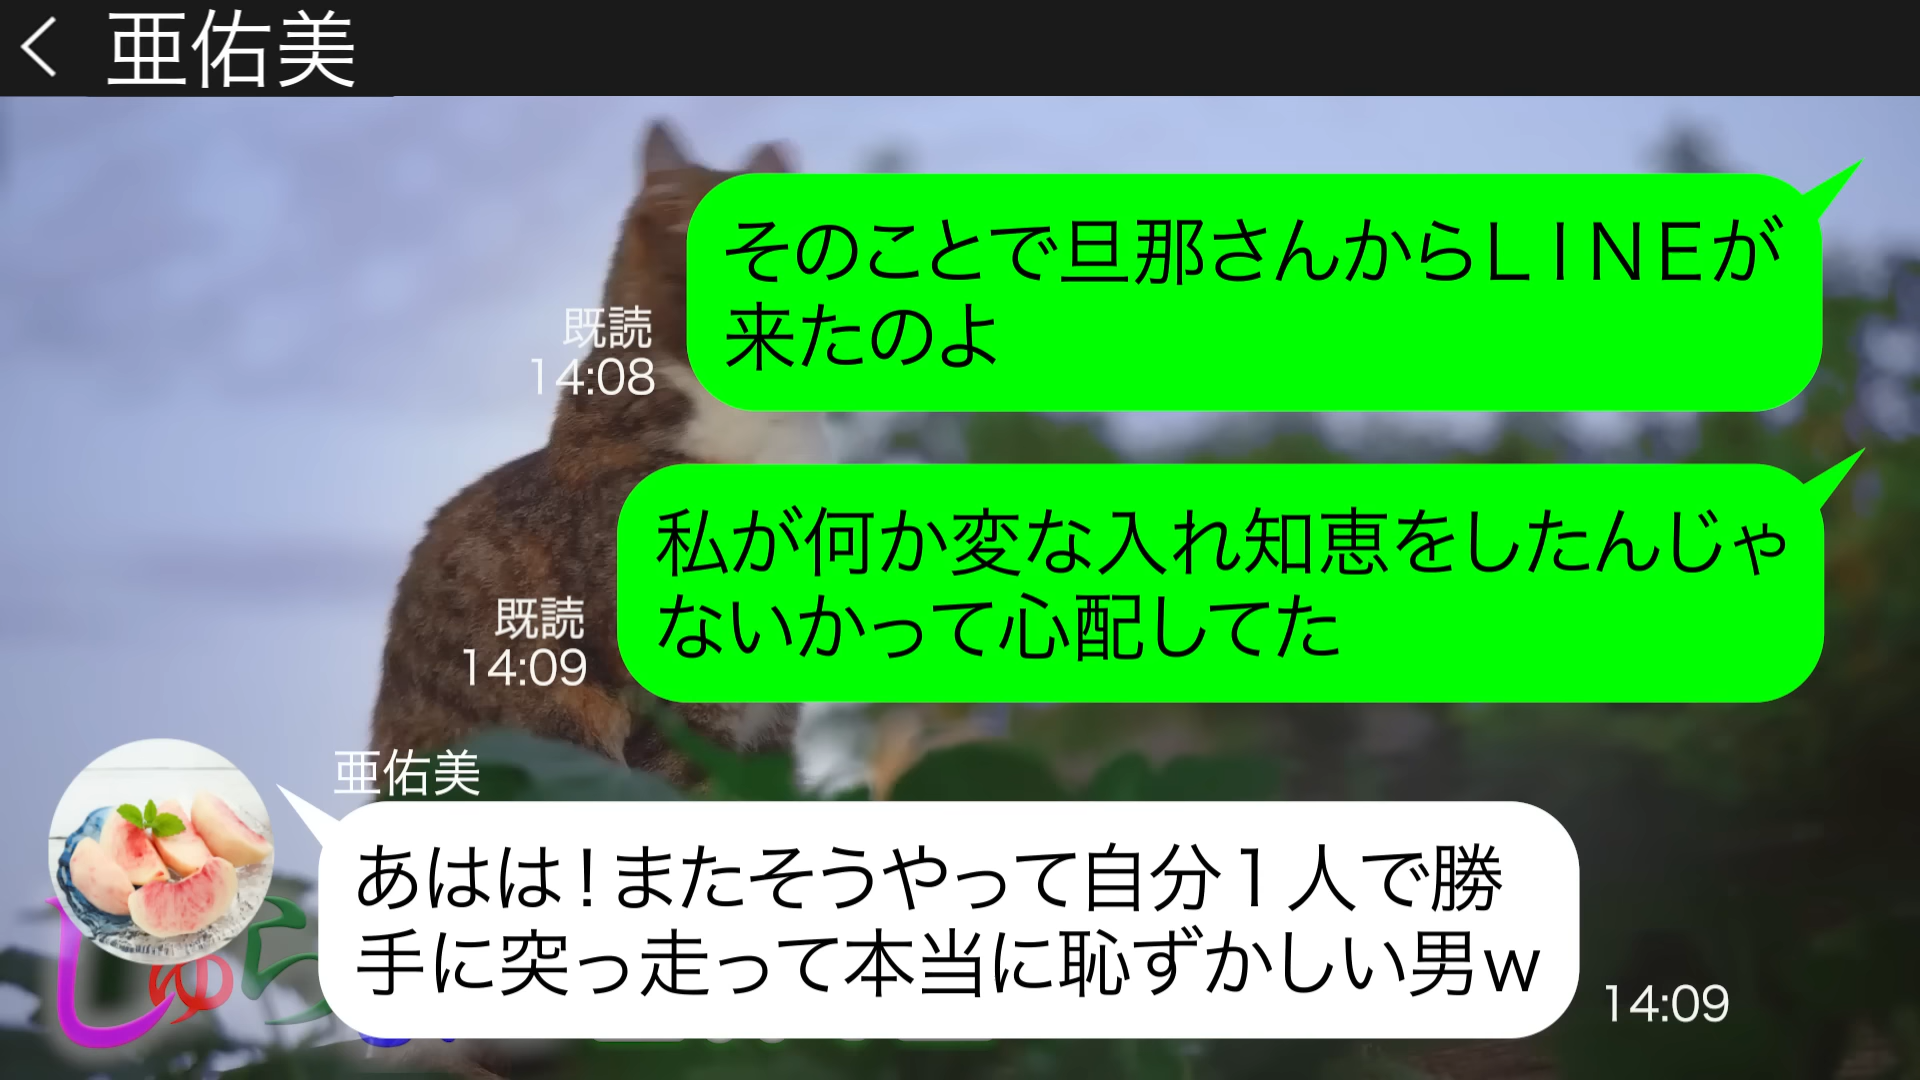 亜佑美
そのことで旦那さんからＬＩＮＥが
来たのよ
既読
14:08
私が何か変な入れ知恵をしたんじゃ
ないかって心配してた
既読
14:09
亜佑美
あはは！またそうやって自分１人で勝
手に突っ走って本当に恥ずかしい男ｗ
14:09
しゅら